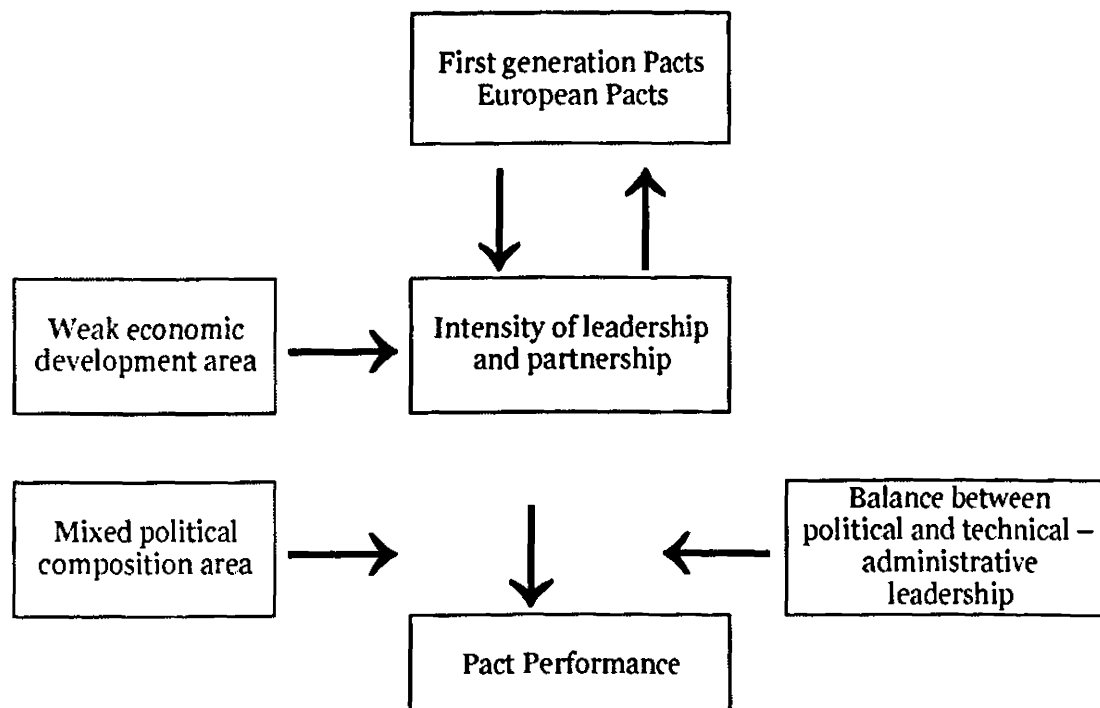 First generation Pacts
European Pacts
Weak economic
development area
Intensity of leadership
and partnership
Mixed political
composition area
Balance between
political and technical –
administrative
leadership
Pact Performance